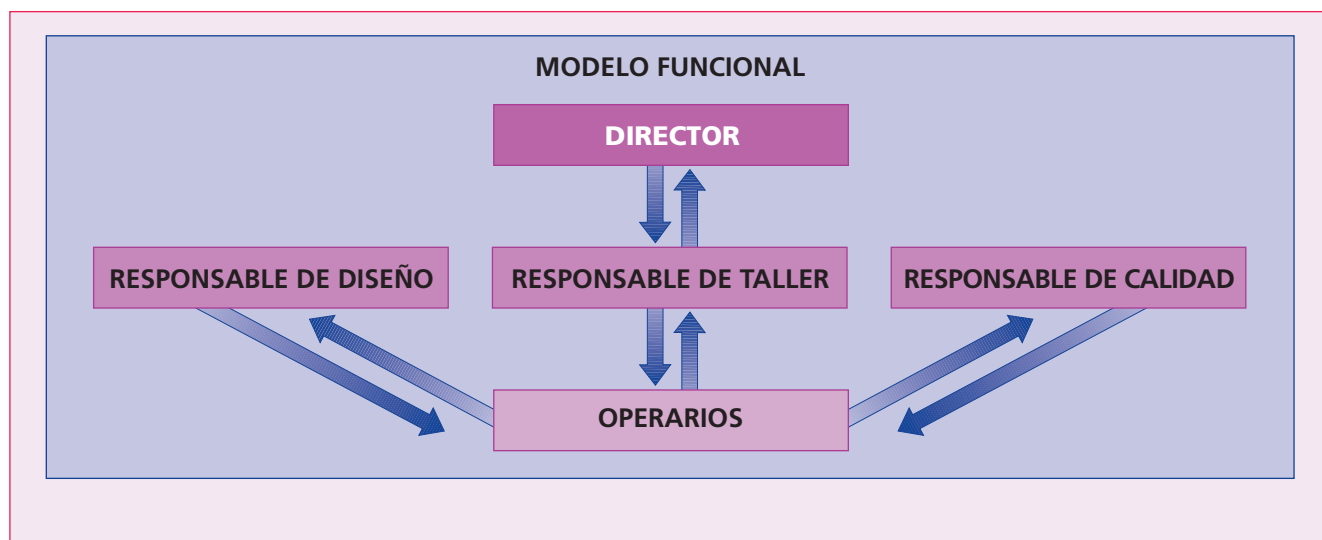 MODELO FUNCIONAL
DIRECTOR
RESPONSABLE DE DISEÑO
RESPONSABLE DE TALLER
RESPONSABLE DE CALIDAD
OPERARIOS